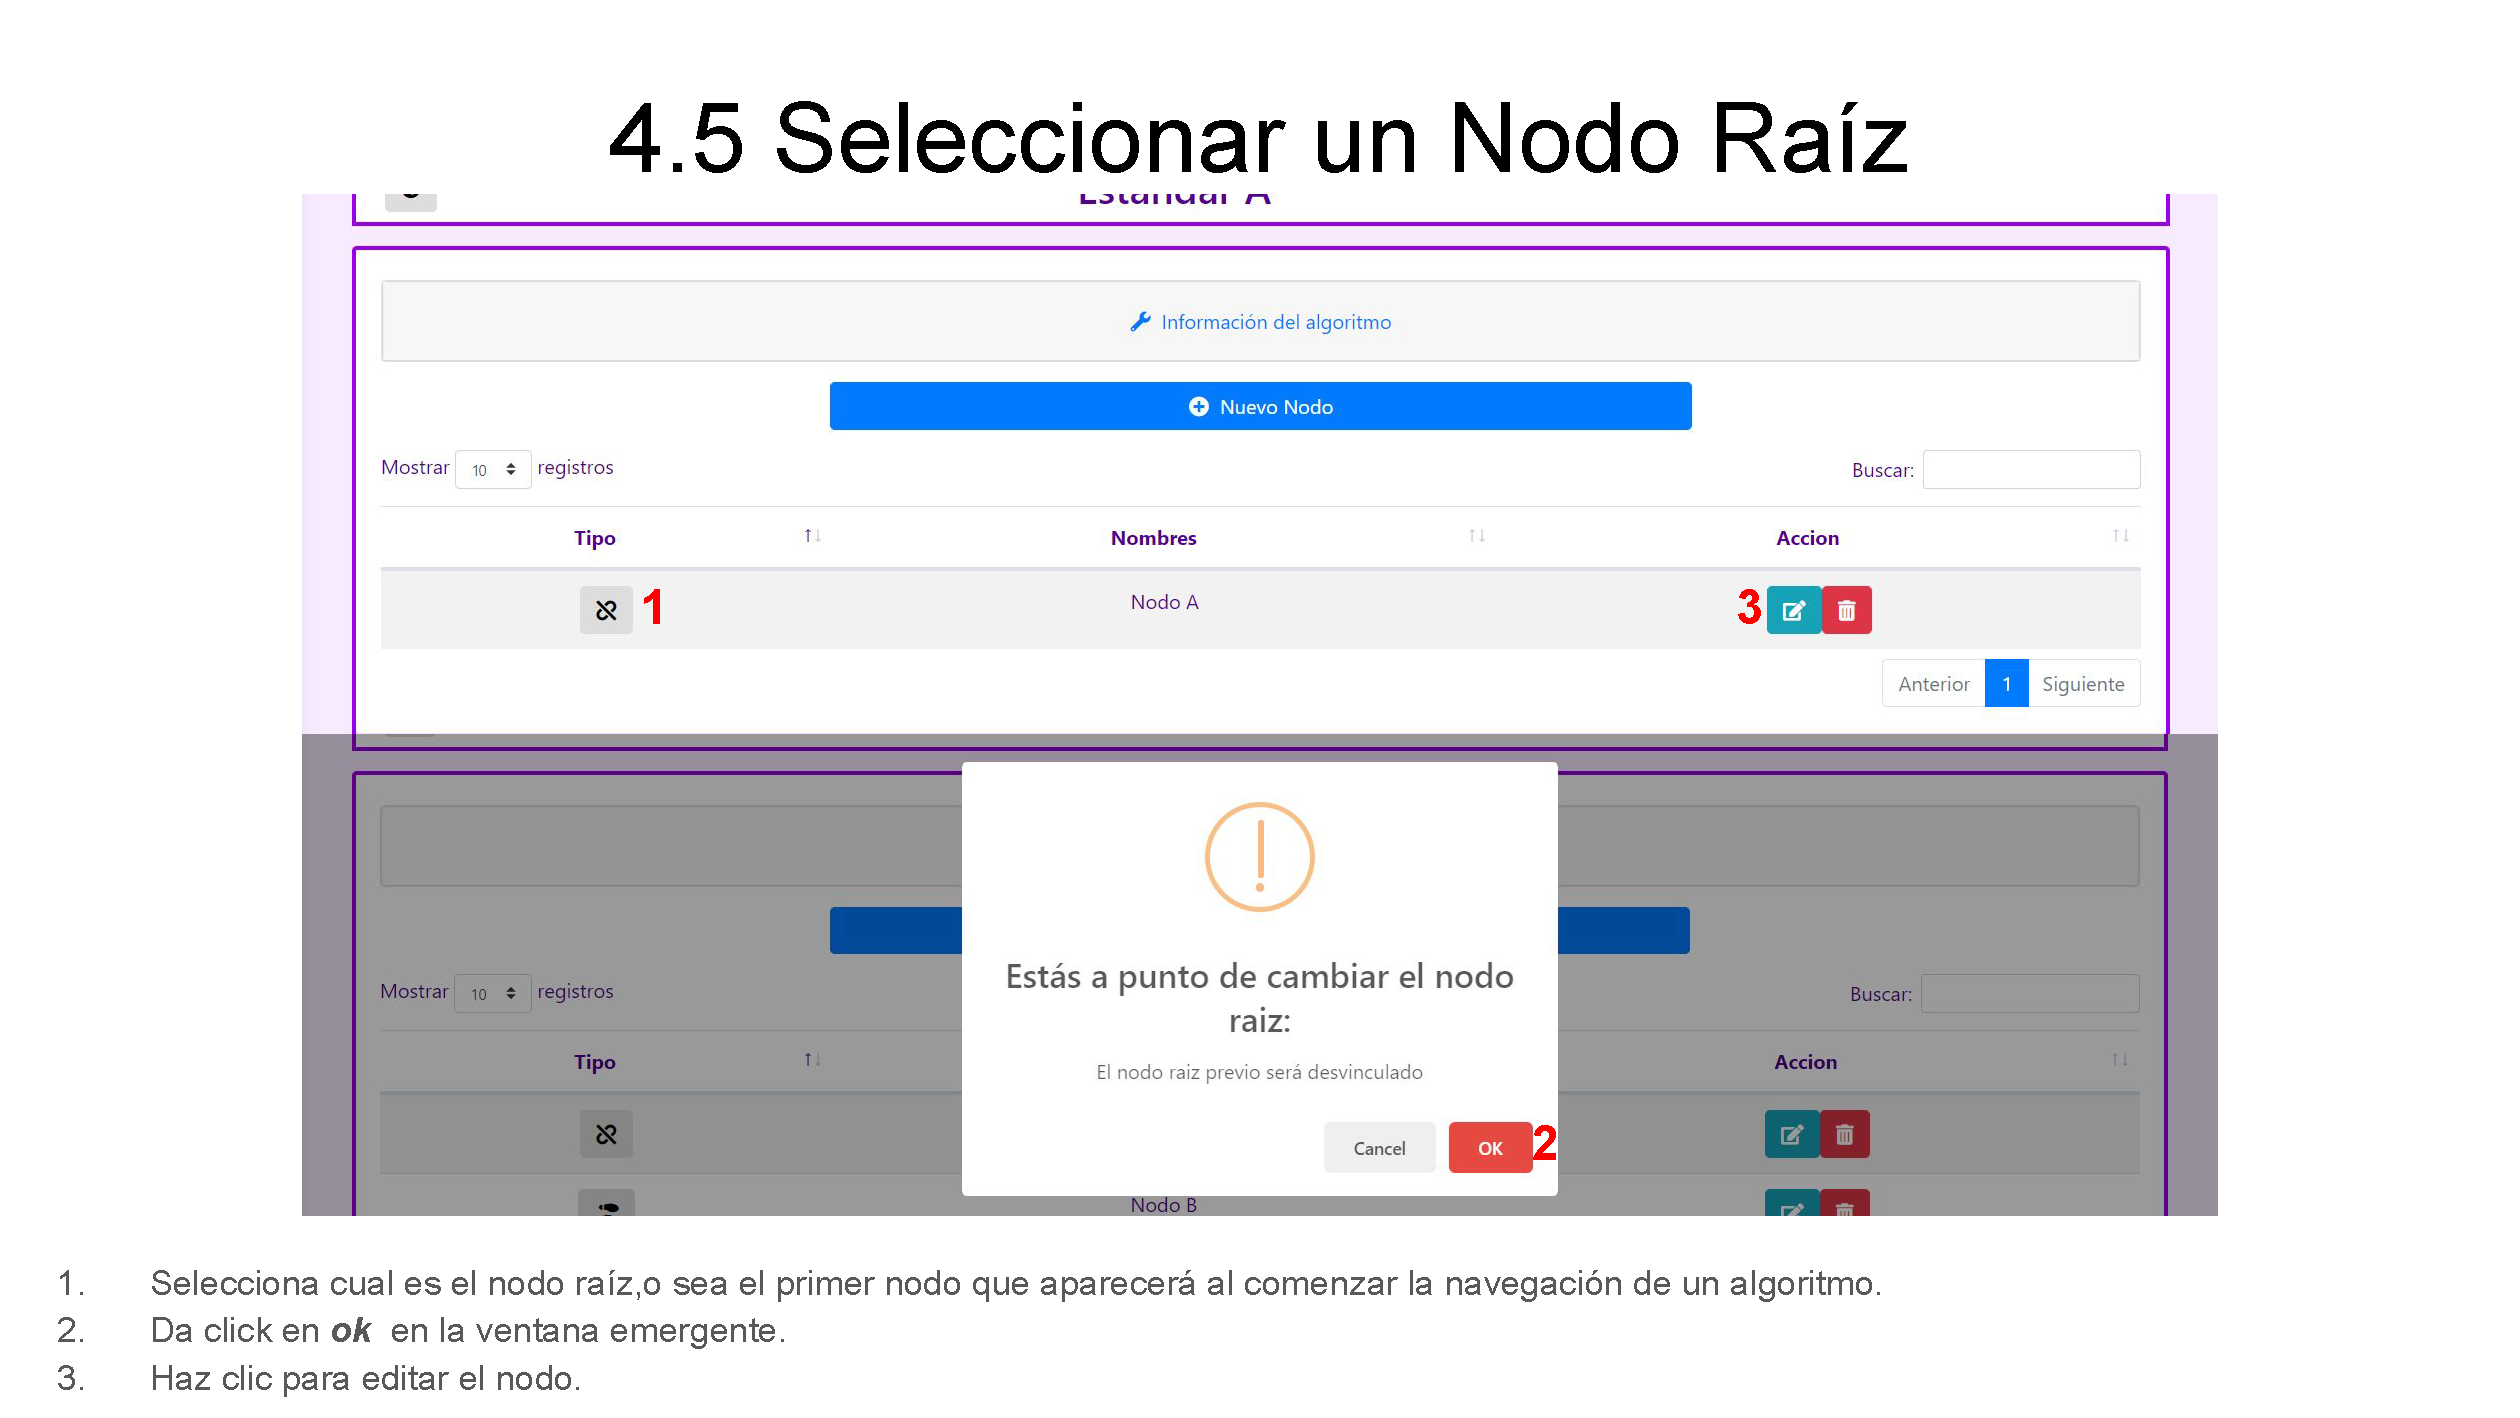 4.5 Seleccionar un Nodo Raíz
Estándar A
Información del algoritmo
Nuevo Nodo
Mostrar 10 registros
Buscar:
Tipo Nombres Accion
1 Nodo A 3
Anterior 1 Siguiente
Estás a punto de cambiar el nodo
raiz:
El nodo raiz previo será desvinculado
Cancel OK 2
Mostrar 10 registros
Buscar:
Tipo Accion
Nodo B
1. Selecciona cual es el nodo raíz,o sea el primer nodo que aparecerá al comenzar la navegación de un algoritmo.
2. Da click en ok en la ventana emergente.
3. Haz clic para editar el nodo.